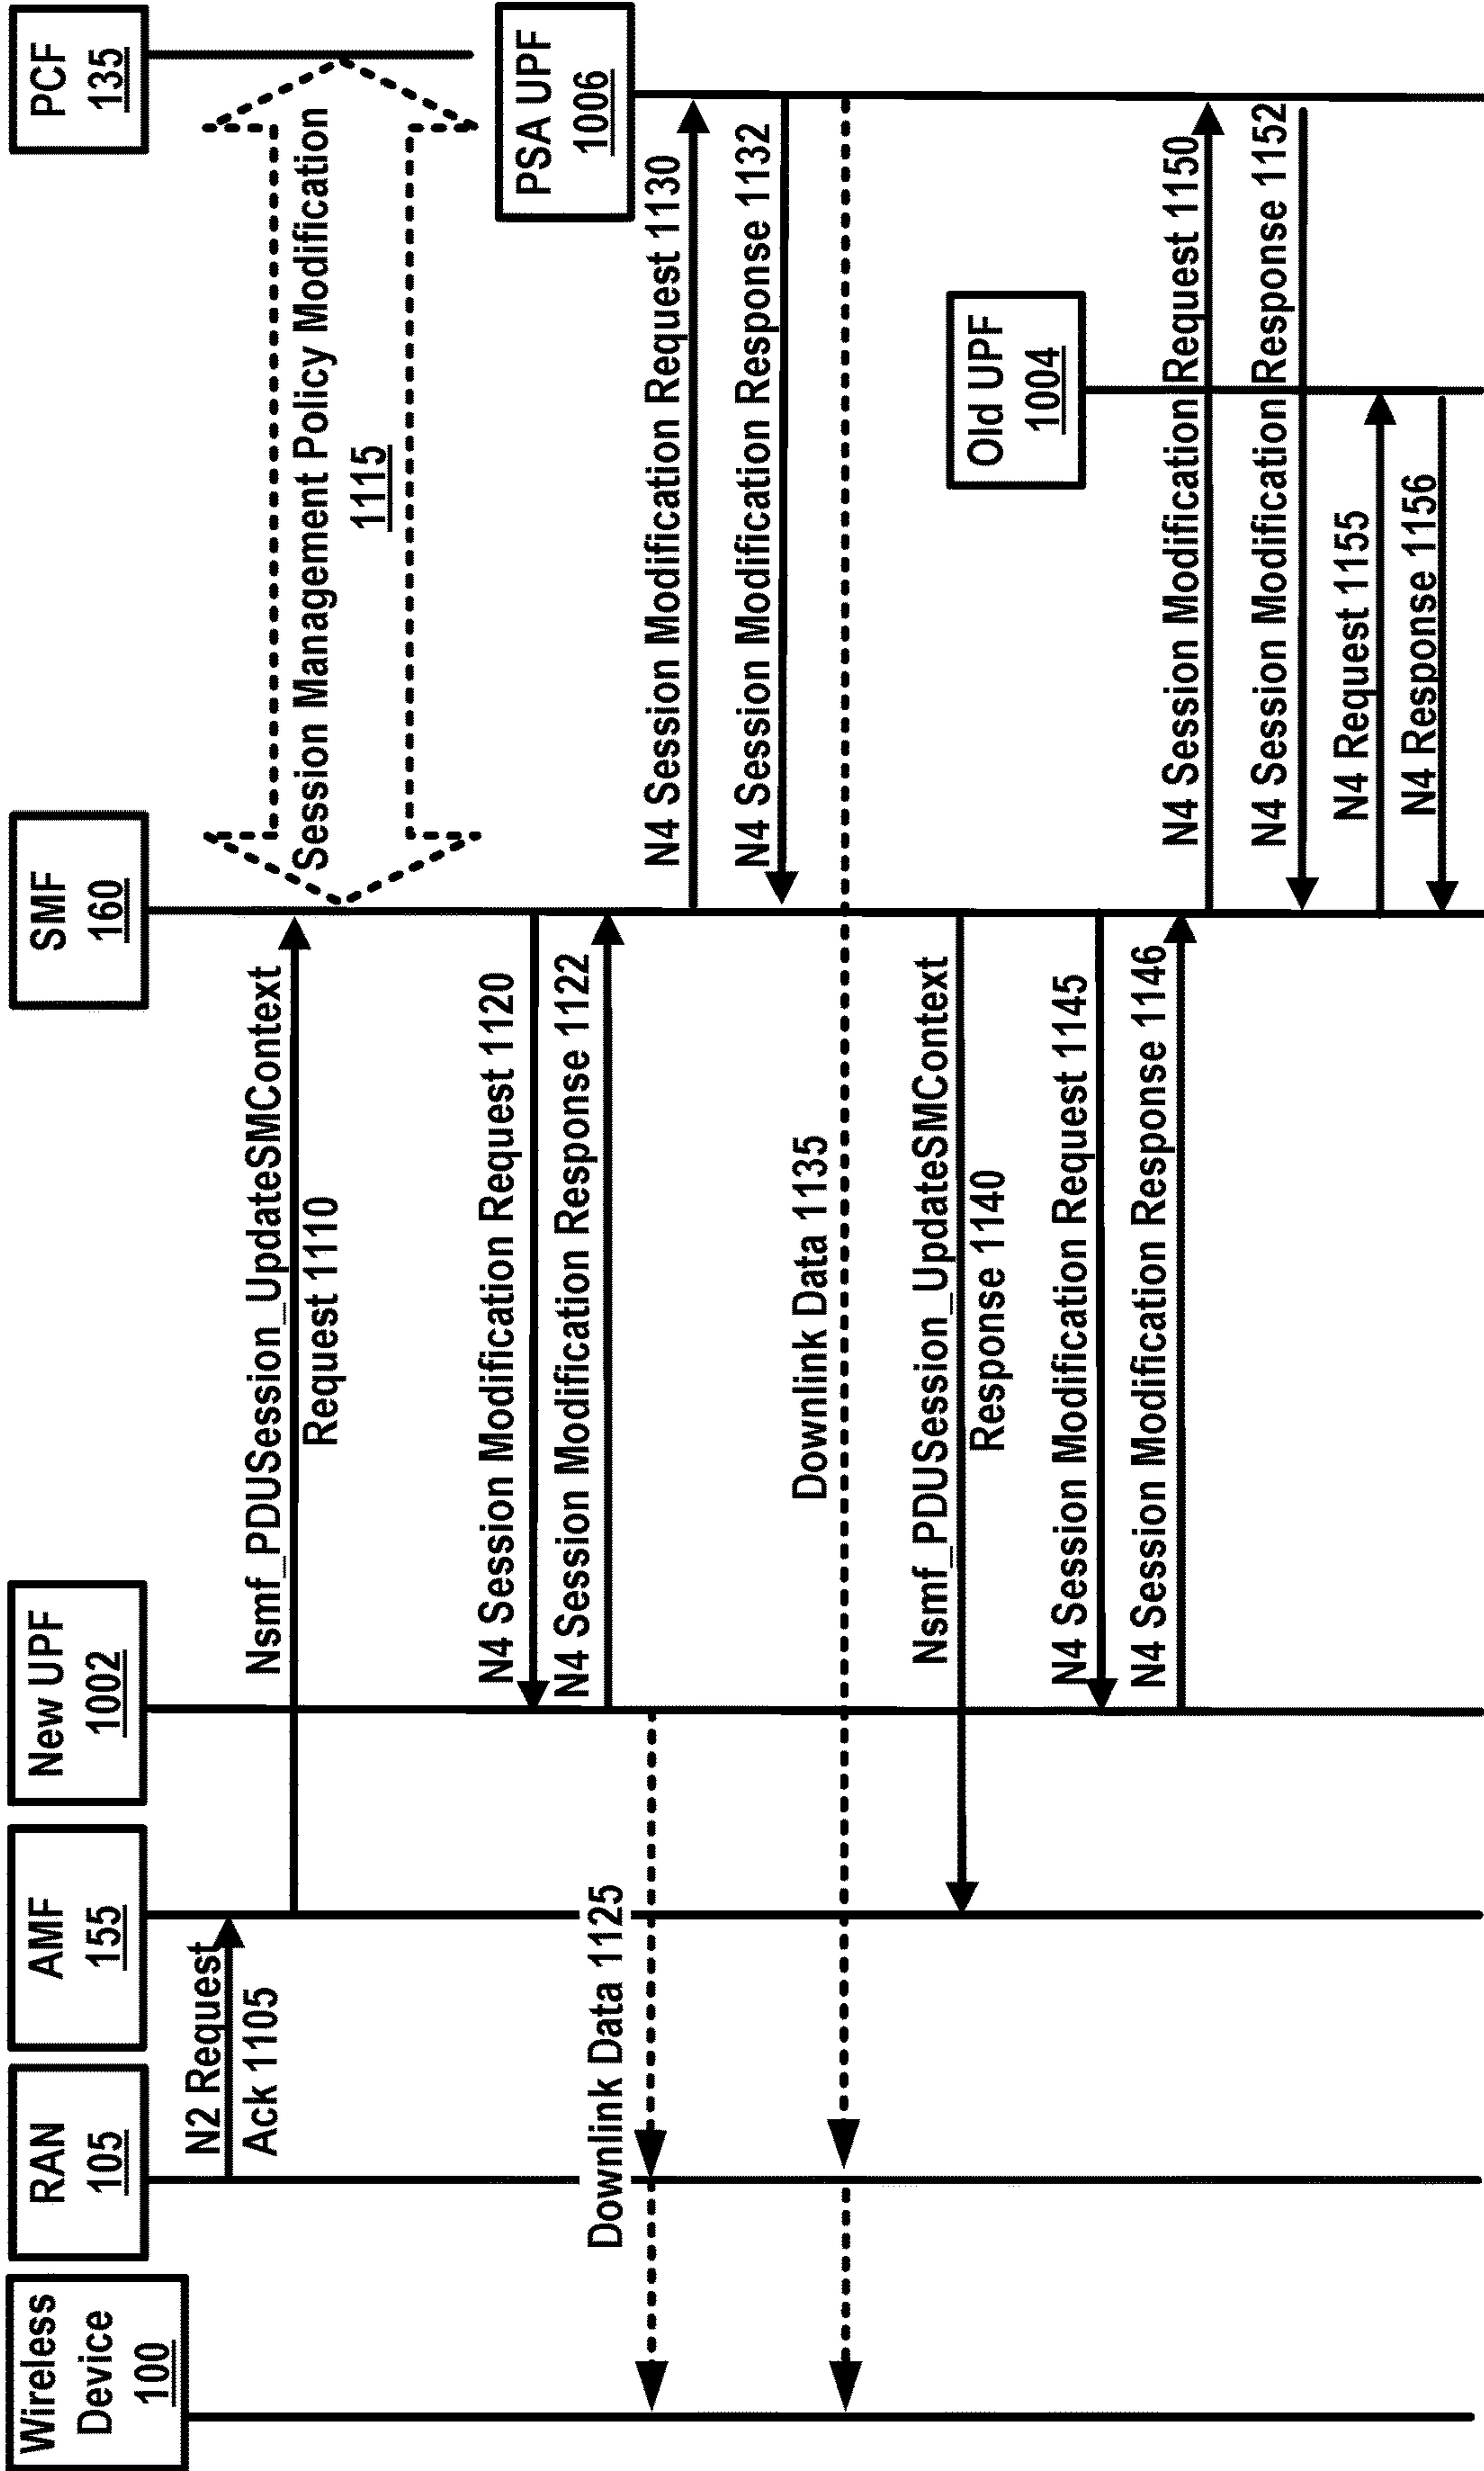 Wireless
Device
100
RAN
105
AMF
155
New UPF
1002
SMF
160
PCF
135
N2 Request
Ack 1105
Nsmf_PDUSession_UpdateSMContext
Request 1110
Session Management Policy Modification
1115
N4 Session Modification Request 1120
N4 Session Modification Response 1122
PSA UPF
1006
Downlink Data 1125
N4 Session Modification Request 1130
N4 Session Modification Response 1132
Downlink Data 1135
Nsmf_PDUSession_UpdateSMContext
Response 1140
Old UPF
1004
N4 Session Modification Request 1145
N4 Session Modification Response 1146
N4 Session Modification Request 1150
N4 Session Modification Response 1152
N4 Request 1155
N4 Response 1156